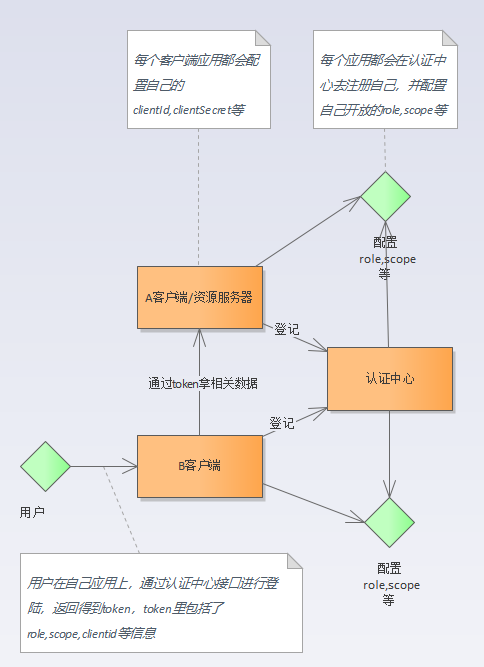 每个客户端应用都会配
置自己的
clientId,clientSecret等
每个应用都会在认证中
心去注册自己，并配置
自己开放的role,scope等
配置
role,scope
等
A客户端/资源服务器
登记
认证中心
通过token拿相关数据
登记
B客户端
用户
配置
role,scope
等
用户在自己应用上，通过认证中心接口进行登
陆，返回得到token，token里包括了
role,scope,clientid等信息